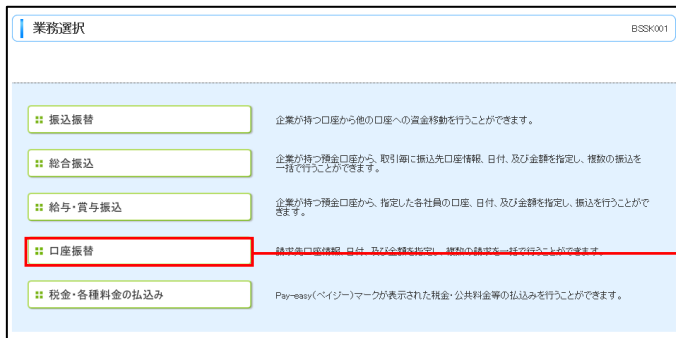 業務選択
BSSK001
振込振替
企業が持つ口座から他の口座への資金移動を行うことができます。
総合振込
企業が持つ預金口座から、取引毎に振込先口座情報、日付、及び金額を指定し、複数の振込を
一括で行うことができます。
給与・賞与振込
企業が持つ預金口座から、指定した各社員の口座、日付、及び金額を指定し、振込を行うことがで
きます。
口座振替
請求先口座情報、日付、及び金額を指定し、複数の請求を一括で行うことができます。
税金・各種料金の払込み
Pay-easy(ペイジー)マークが表示された税金・公共料金等の払込みを行うことができます。